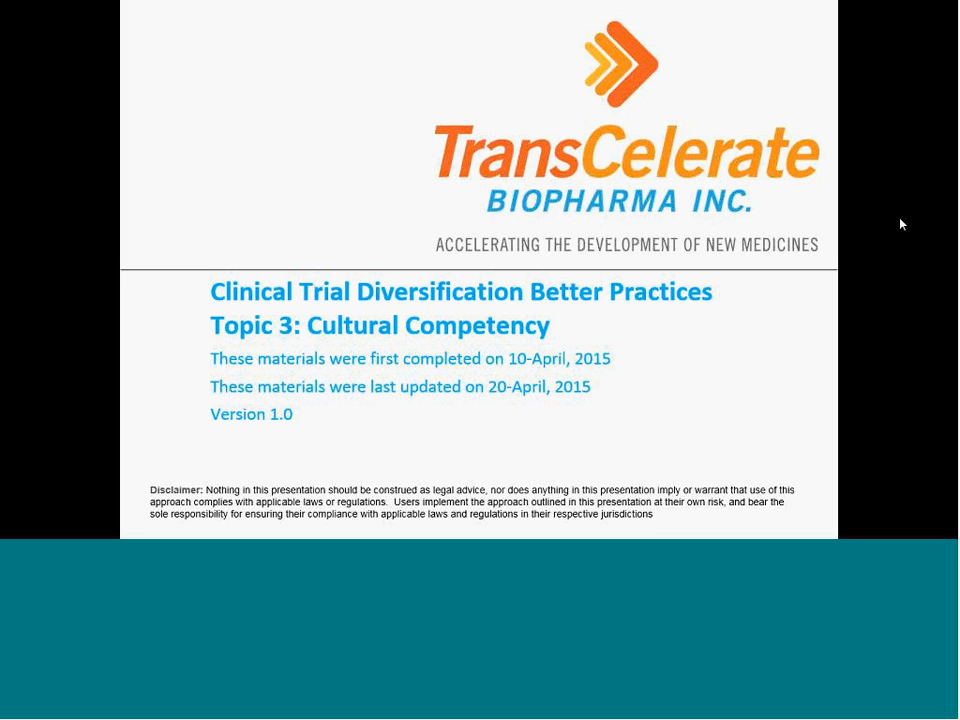 TransCelerate
BIOPHARMA INC.
ACCELERATING THE DEVELOPMENT OF NEW MEDICINES
Clinical Trial Diversification Better Practices
Topic 3: Cultural Competency
These materials were first completed on 10-April, 2015
These materials were last updated on 20-April, 2015
Version 1.0
Disclaimer: Nothing in this presentation should be construed as legal advice, nor does anything in this presentation imply or warrant that use of this
approach complies with applicable laws or regulations. Users implement the approach outlined in this presentation at their own risk, and bear the
sole responsibility for ensuring their compliance with applicable laws and regulations in their respective jurisdictions